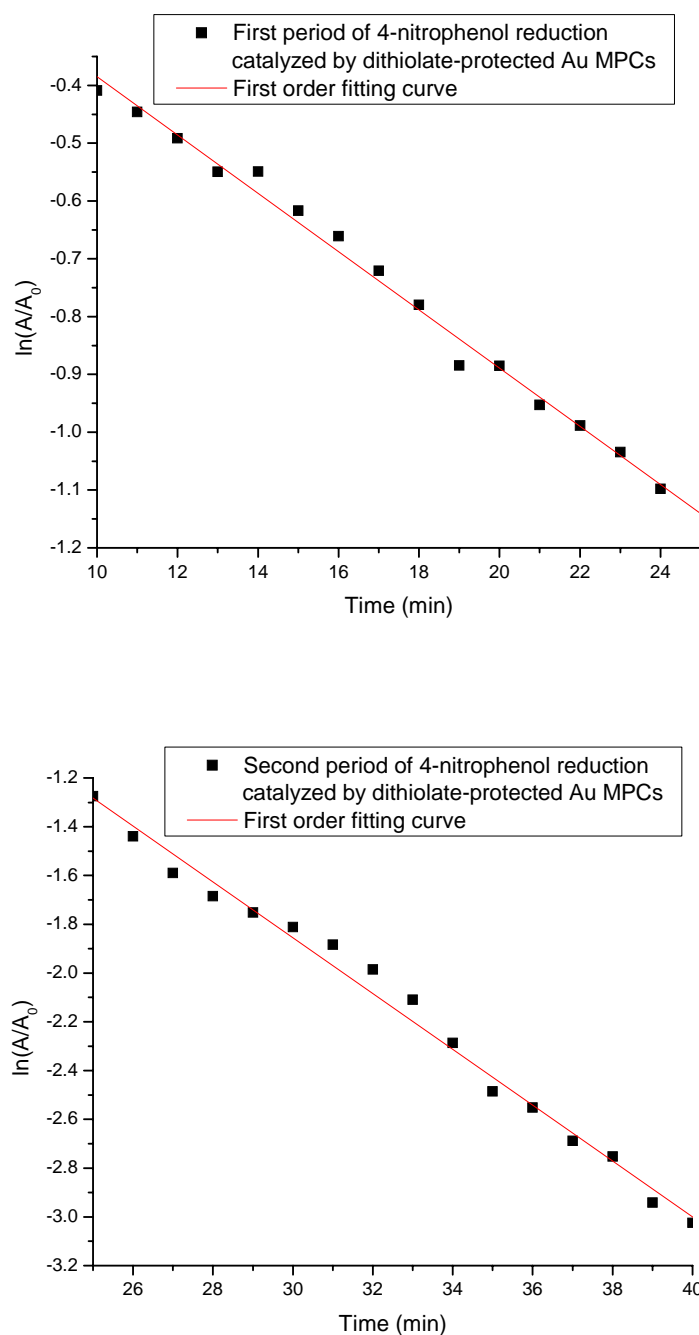 First period of 4-nitrophenol reduction
catalyzed by dithiolate-protected Au MPCs
First order fitting curve
-0.4
-0.5
-0.6
-0.7
-0.8
-0.9
-1.0
-1.1
-1.2
ln(A/A₀)
10 12 14 16 18 20 22 24
Time (min)
Second period of 4-nitrophenol reduction
catalyzed by dithiolate-protected Au MPCs
First order fitting curve
-1.2
-1.4
-1.6
-1.8
-2.0
-2.2
-2.4
-2.6
-2.8
-3.0
-3.2
ln(A/A₀)
26 28 30 32 34 36 38 40
Time (min)